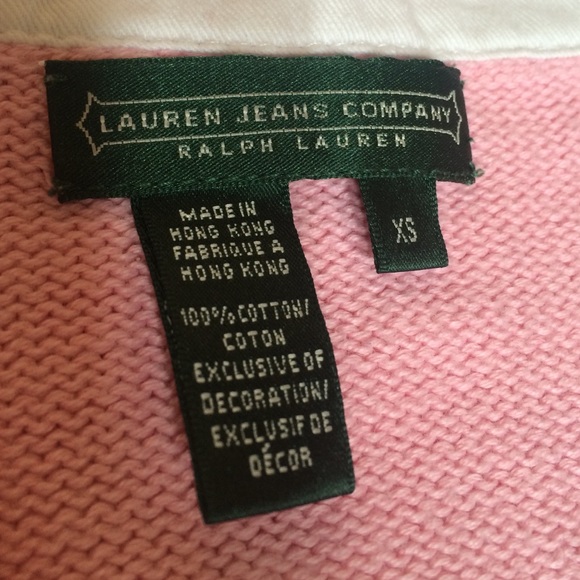 LAUREN JEANS COMPANY
RALPH LAUREN
XS
MADE IN
HONG KONG
FABRIQUE A
HONG KONG
100% COTTON/
COTON
EXCLUSIVE OF
DECORATION/
EXCLUSIF DE
DÉCOR